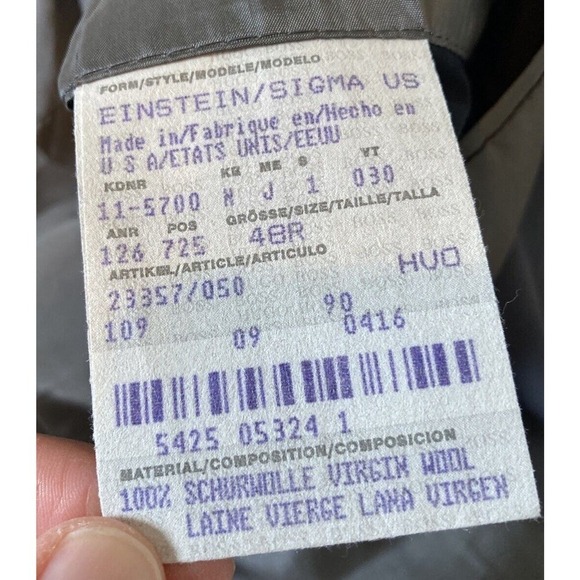 FORM/STYLE/MODELE/MODELO
EINSTEIN/SIGMA US
Made in/Fabrique en/Hecho en
U S A/ETATS UNIS/EEUU
KDNR KG ME S YT
11-5700 N J 1 030
ANR POS GRÖSSE/SIZE/TAILLE/TALLA
126 725 48R
ARTIKEL/ARTICLE/ARTICULO HVO
23357/050
109 09 90 0416
5425 05324 1
MATERIAL/COMPOSITION/COMPOSICION
100% SCHURWOLLE VIRGIN WOOL
LAINE VIERGE LANA VIRGEN